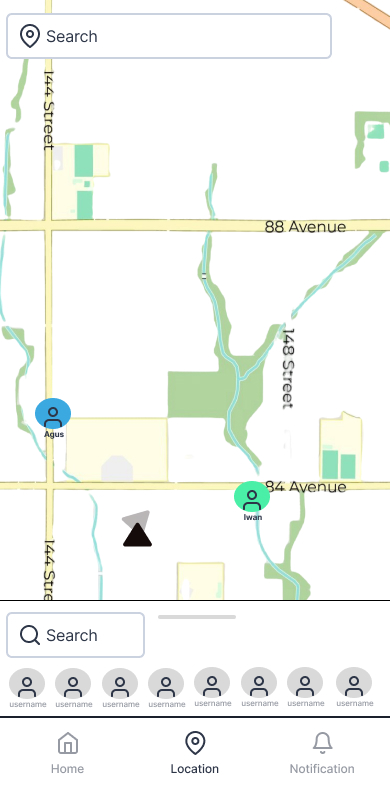 Search
144 Street
88 Avenue
148 Street
Agus
84 Avenue
Iwan
144 Stre
Search
username
username
username
username
username
username
username
username
Home
Location
Notification